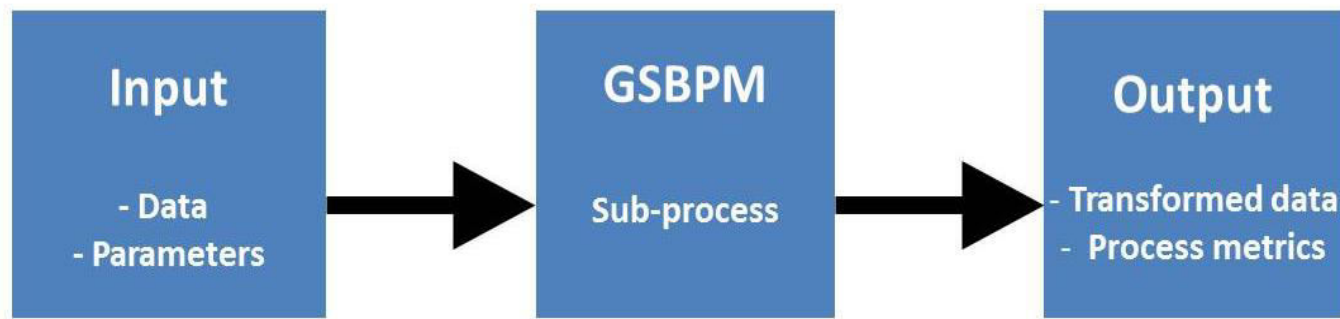 Input
- Data
- Parameters
GSBPM
Sub-process
Output
- Transformed data
- Process metrics